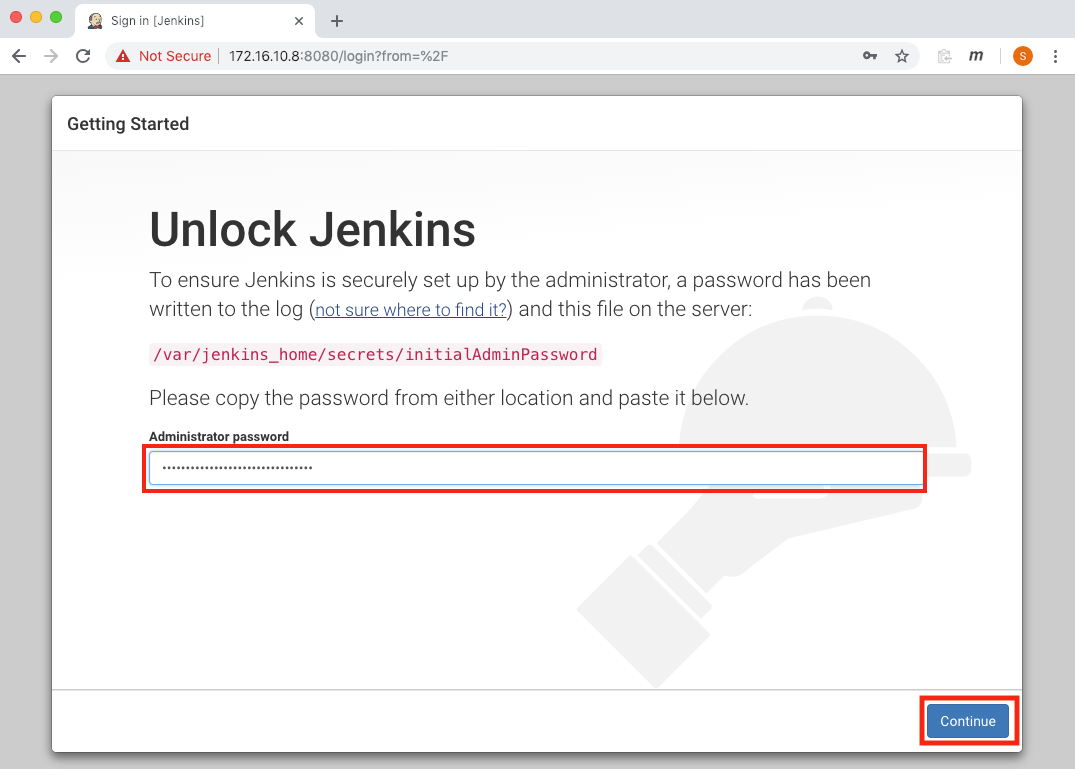 Sign in [Jenkins]
Not Secure
172.16.10.8:8080/login?from=%2F
m
S
Getting Started
Unlock Jenkins
To ensure Jenkins is securely set up by the administrator, a password has been
written to the log (not sure where to find it?) and this file on the server:
/var/jenkins_home/secrets/initialAdminPassword
Please copy the password from either location and paste it below.
Administrator password
••••••••••••••••••••••••••••••••
Continue